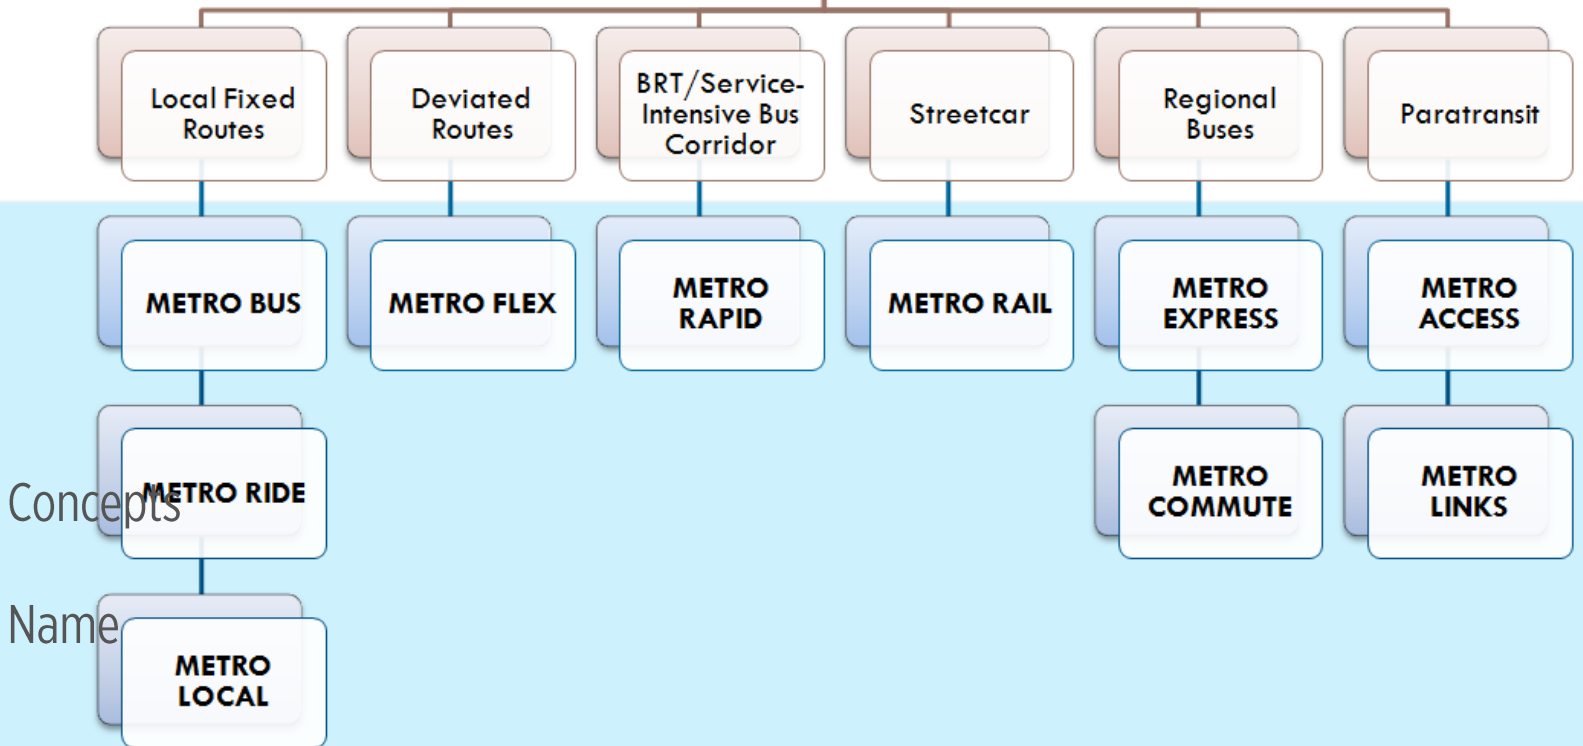 Local Fixed
Routes
Deviated
Routes
BRT/Service-
Intensive Bus
Corridor
Streetcar
Regional
Buses
Paratransit
METRO BUS
METRO FLEX
METRO
RAPID
METRO RAIL
METRO
EXPRESS
METRO
ACCESS
Concepts
METRO RIDE
METRO
COMMUTE
METRO
LINKS
Name
METRO
LOCAL